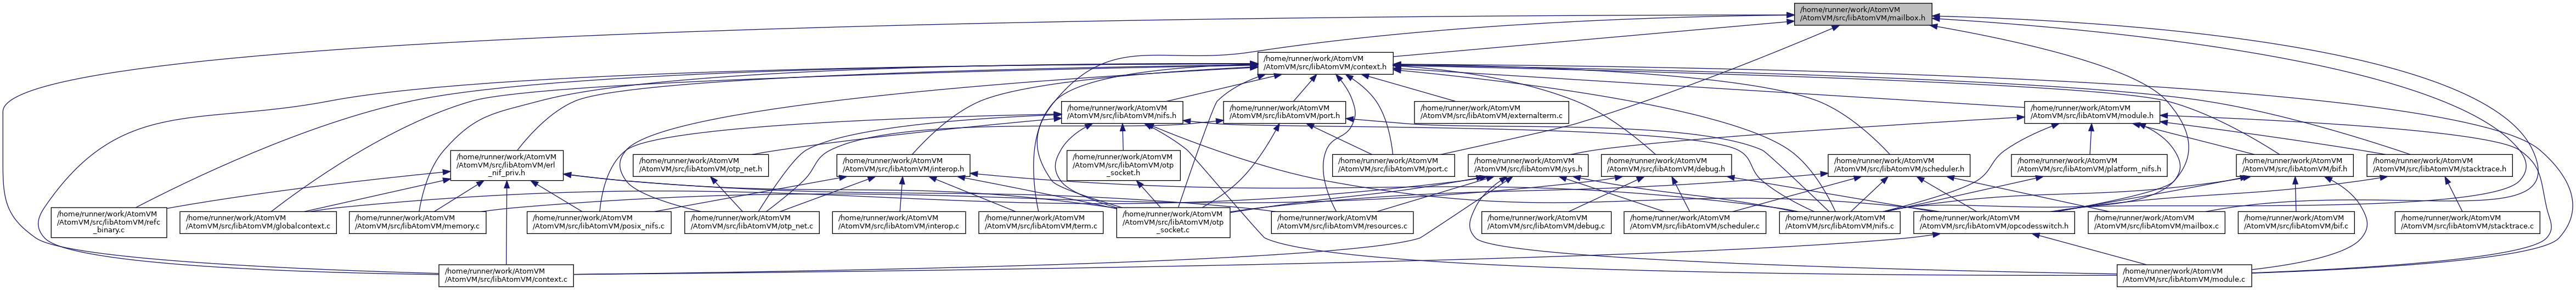 /home/runner/work/AtomVM
/AtomVM/src/libAtomVM/mailbox.h
/home/runner/work/AtomVM
/AtomVM/src/libAtomVM/context.h
/home/runner/work/AtomVM
/AtomVM/src/libAtomVM/nifs.h
/home/runner/work/AtomVM
/AtomVM/src/libAtomVM/port.h
/home/runner/work/AtomVM
/AtomVM/src/libAtomVM/externalterm.c
/home/runner/work/AtomVM
/AtomVM/src/libAtomVM/module.h
/home/runner/work/AtomVM
/AtomVM/src/libAtomVM/erl
_nif_priv.h
/home/runner/work/AtomVM
/AtomVM/src/libAtomVM/otp_net.h
/home/runner/work/AtomVM
/AtomVM/src/libAtomVM/interop.h
/home/runner/work/AtomVM
/AtomVM/src/libAtomVM/otp
_socket.h
/home/runner/work/AtomVM
/AtomVM/src/libAtomVM/port.c
/home/runner/work/AtomVM
/AtomVM/src/libAtomVM/sys.h
/home/runner/work/AtomVM
/AtomVM/src/libAtomVM/debug.h
/home/runner/work/AtomVM
/AtomVM/src/libAtomVM/scheduler.h
/home/runner/work/AtomVM
/AtomVM/src/libAtomVM/platform_nifs.h
/home/runner/work/AtomVM
/AtomVM/src/libAtomVM/bif.h
/home/runner/work/AtomVM
/AtomVM/src/libAtomVM/stacktrace.h
/home/runner/work/AtomVM
/AtomVM/src/libAtomVM/refc
_binary.c
/home/runner/work/AtomVM
/AtomVM/src/libAtomVM/globalcontext.c
/home/runner/work/AtomVM
/AtomVM/src/libAtomVM/memory.c
/home/runner/work/AtomVM
/AtomVM/src/libAtomVM/posix_nifs.c
/home/runner/work/AtomVM
/AtomVM/src/libAtomVM/otp_net.c
/home/runner/work/AtomVM
/AtomVM/src/libAtomVM/interop.c
/home/runner/work/AtomVM
/AtomVM/src/libAtomVM/term.c
/home/runner/work/AtomVM
/AtomVM/src/libAtomVM/otp
_socket.c
/home/runner/work/AtomVM
/AtomVM/src/libAtomVM/resources.c
/home/runner/work/AtomVM
/AtomVM/src/libAtomVM/debug.c
/home/runner/work/AtomVM
/AtomVM/src/libAtomVM/scheduler.c
/home/runner/work/AtomVM
/AtomVM/src/libAtomVM/nifs.c
/home/runner/work/AtomVM
/AtomVM/src/libAtomVM/opcodesswitch.h
/home/runner/work/AtomVM
/AtomVM/src/libAtomVM/mailbox.c
/home/runner/work/AtomVM
/AtomVM/src/libAtomVM/bif.c
/home/runner/work/AtomVM
/AtomVM/src/libAtomVM/stacktrace.c
/home/runner/work/AtomVM
/AtomVM/src/libAtomVM/context.c
/home/runner/work/AtomVM
/AtomVM/src/libAtomVM/module.c